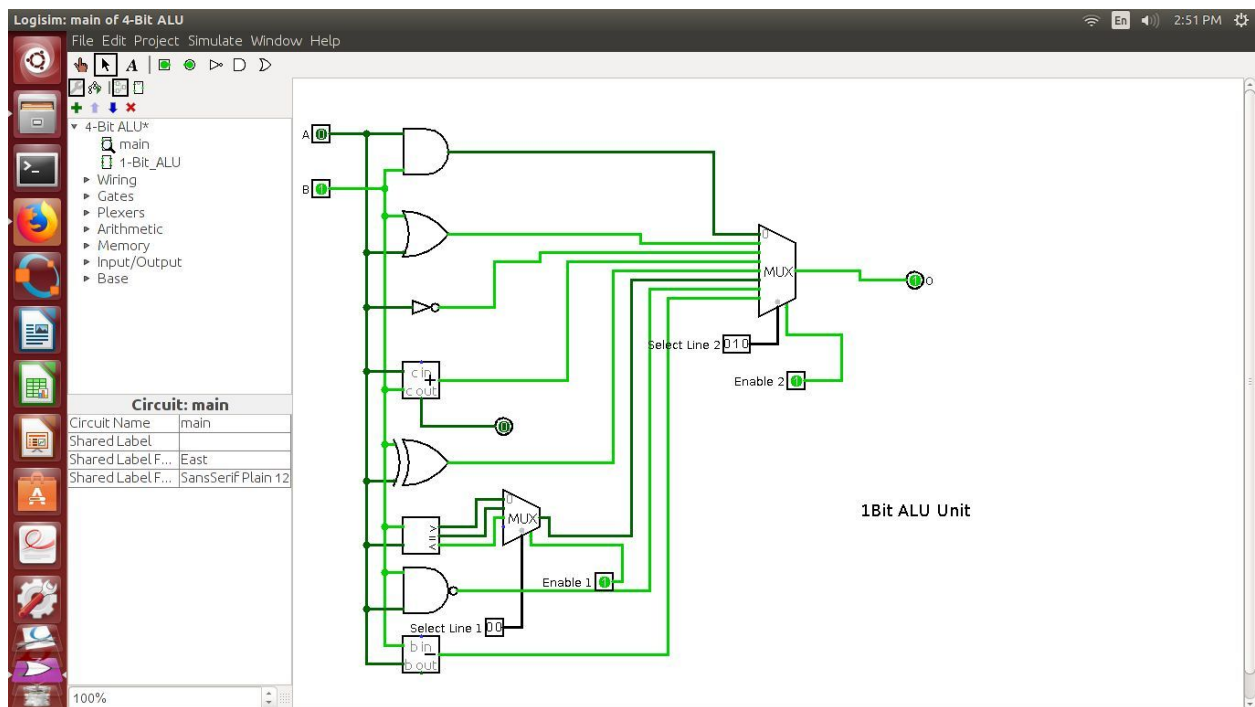 Logisim: main of 4-Bit ALU
En
2:51 PM
File Edit Project Simulate Window Help
A
4-Bit ALU*
main
1-Bit_ALU
Wiring
Gates
Plexers
Arithmetic
Memory
Input/Output
Base
Circuit: main
Circuit Name main
Shared Label
Shared Label F... East
Shared Label F... SansSerif Plain 12
100%
A 0
B 1
0
MUX
1 O
Select Line 2 010
Enable 2 1
c in
+
c out
0
0
MUX
< = >
1Bit ALU Unit
Enable 1 1
Select Line 1 00
b in
b out